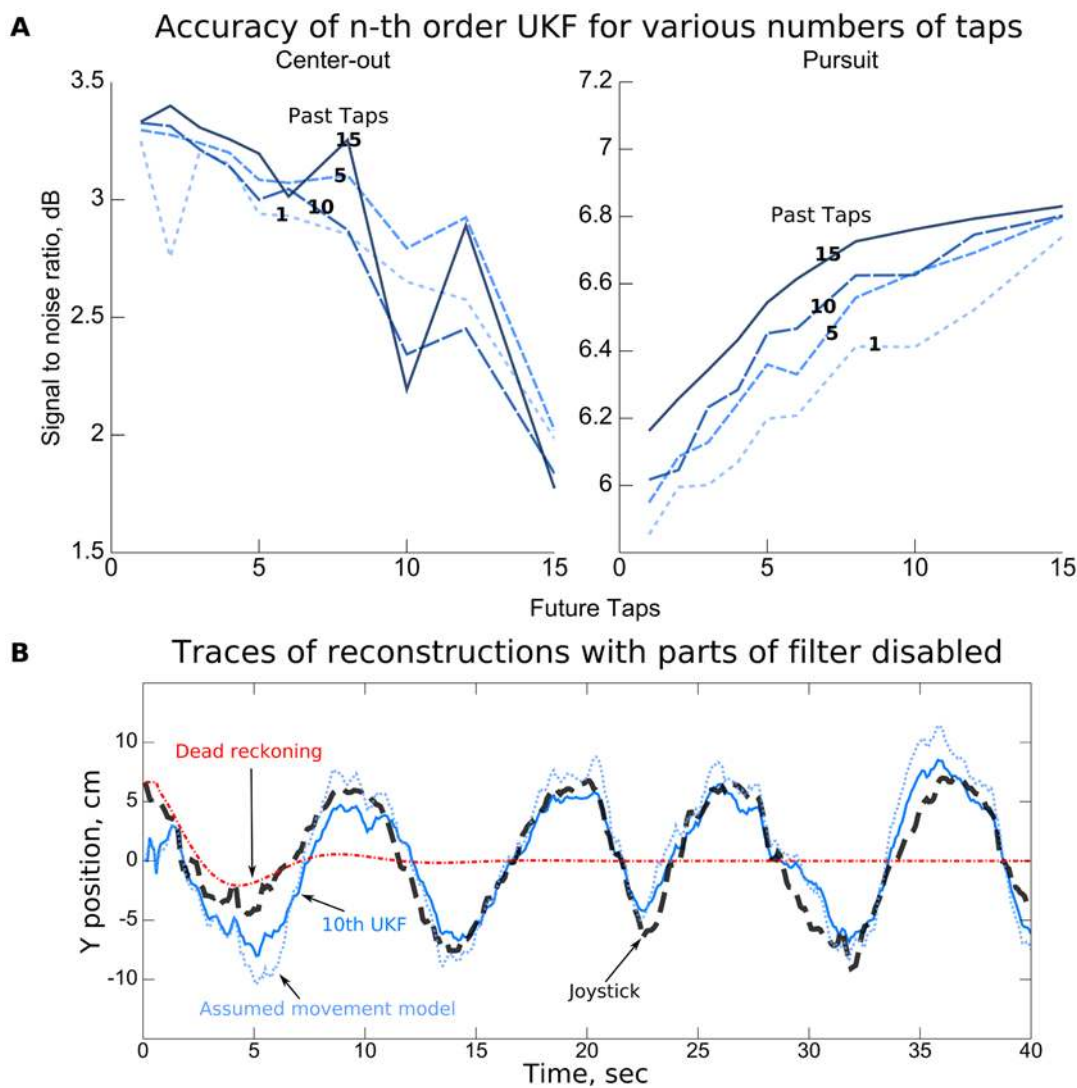 A
Accuracy of n-th order UKF for various numbers of taps
Center-out
Pursuit
Signal to noise ratio, dB
3.5
3
2.5
2
1.5
Past Taps
15
5
10
1
0
5
10
15
7.2
7
6.8
6.6
6.4
6.2
6
Past Taps
15
10
5
1
0
5
10
15
Future Taps
B
Traces of reconstructions with parts of filter disabled
Y position, cm
10
5
0
-5
-10
Dead reckoning
10th UKF
Assumed movement model
Joystick
0
5
10
15
20
25
30
35
40
Time, sec